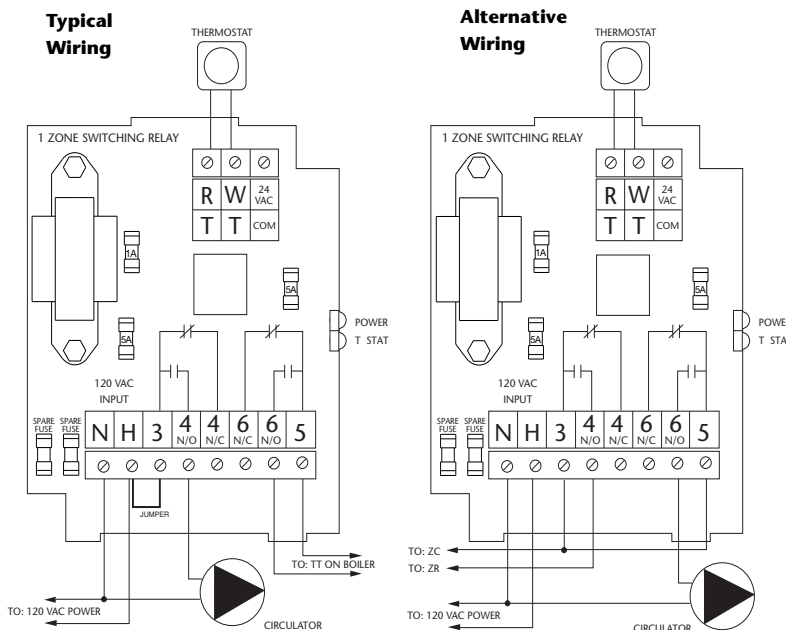 Typical
Wiring
THERMOSTAT
1 ZONE SWITCHING RELAY
R W 24 VAC
T T COM
1A
5A
5A
POWER
T STAT
120 VAC
INPUT
SPARE FUSE
SPARE FUSE
N H 3 4 N/O 4 N/C 6 N/C 6 N/O 5
JUMPER
TO: TT ON BOILER
TO: 120 VAC POWER
CIRCULATOR
Alternative
Wiring
THERMOSTAT
1 ZONE SWITCHING RELAY
R W 24 VAC
T T COM
1A
5A
5A
POWE
T STA
120 VAC
INPUT
SPARE FUSE
SPARE FUSE
N H 3 4 N/O 4 N/C 6 N/C 6 N/O 5
TO: ZC
TO: ZR
TO: 120 VAC POWER
CIRCULATOR